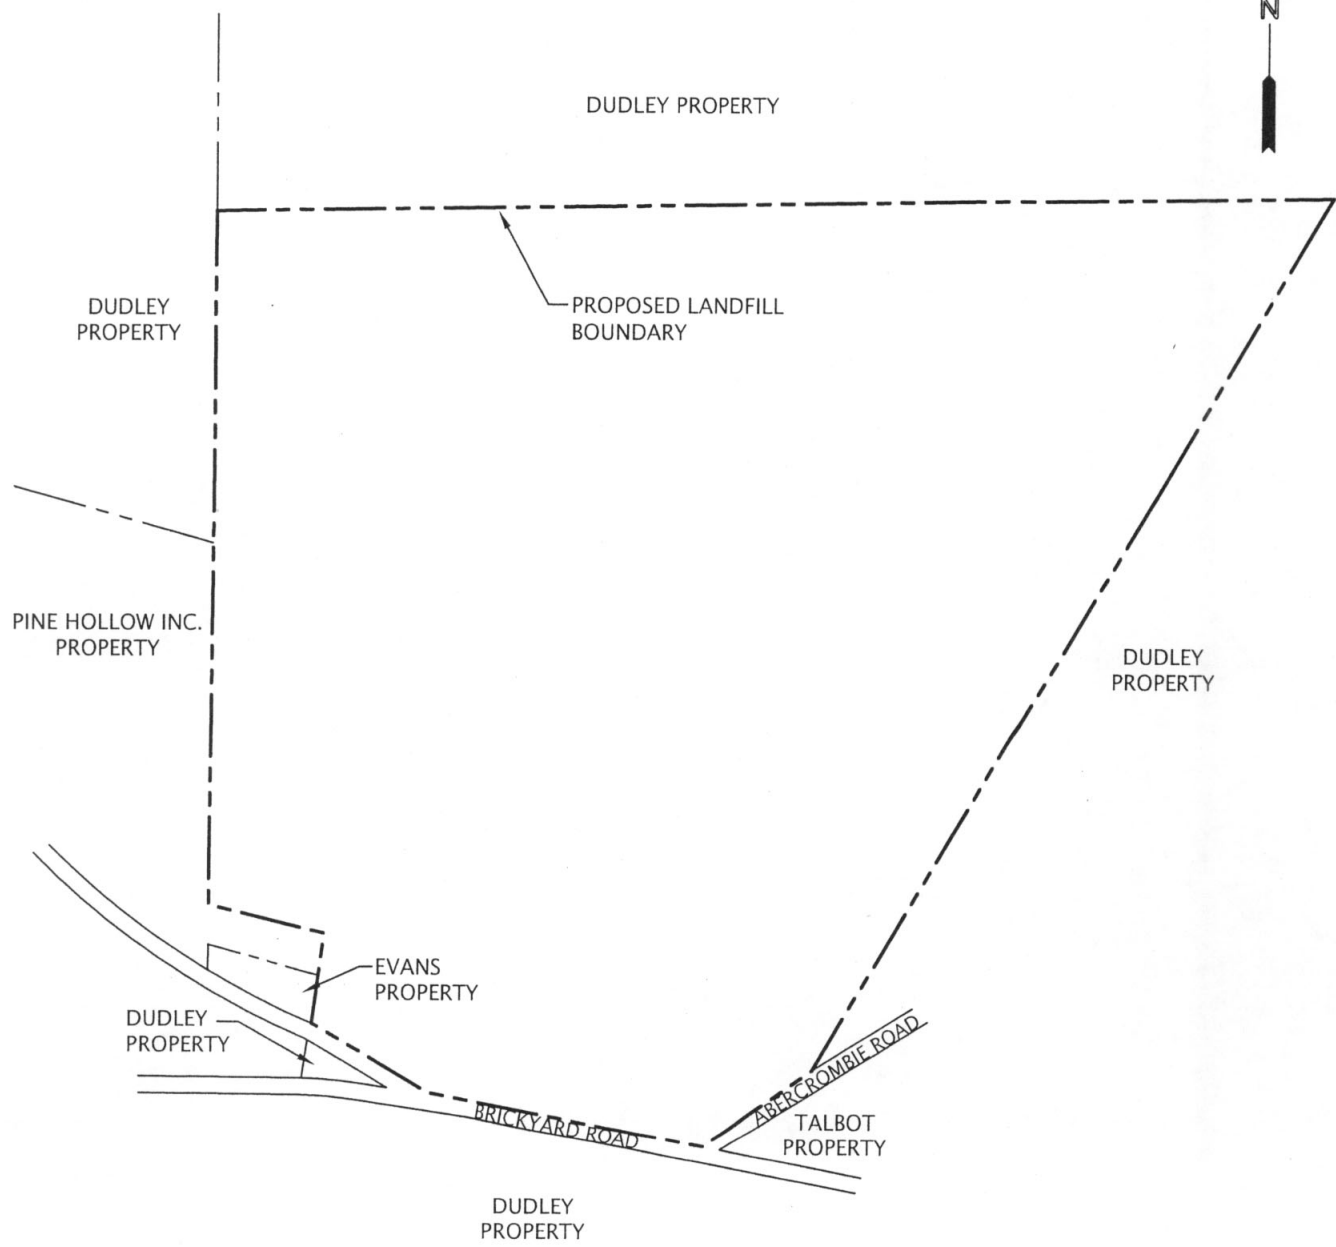 N
DUDLEY PROPERTY
DUDLEY
PROPERTY
PROPOSED LANDFILL
BOUNDARY
PINE HOLLOW INC.
PROPERTY
DUDLEY
PROPERTY
EVANS
PROPERTY
DUDLEY
PROPERTY
ABERCROMBIE ROAD
BRICKYARD ROAD
TALBOT
PROPERTY
DUDLEY
PROPERTY